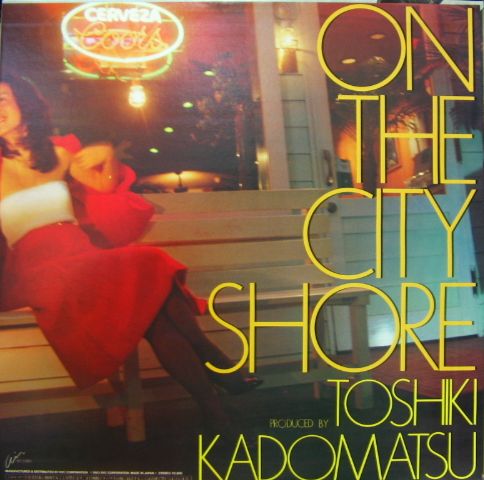 CERVEZA
Coors
ON
THE
CITY
SHORE
PRODUCED BY TOSHIKI
KADOMATSU